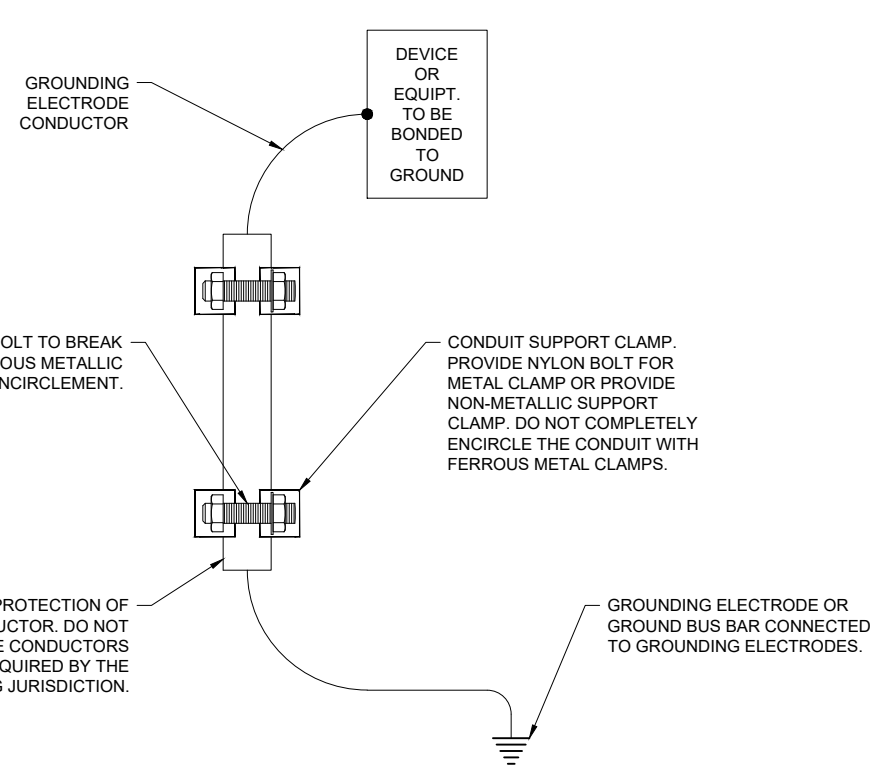 GROUNDING
ELECTRODE
CONDUCTOR
DEVICE
OR
EQUIPT.
TO BE
BONDED
TO
GROUND
OLT TO BREAK
OUS METALLIC
NCIRCLEMENT.
CONDUIT SUPPORT CLAMP.
PROVIDE NYLON BOLT FOR
METAL CLAMP OR PROVIDE
NON-METALLIC SUPPORT
CLAMP. DO NOT COMPLETELY
ENCIRCLE THE CONDUIT WITH
FERROUS METAL CLAMPS.
PROTECTION OF
UCTOR. DO NOT
E CONDUCTORS
QUIRED BY THE
G JURISDICTION.
GROUNDING ELECTRODE OR
GROUND BUS BAR CONNECTED
TO GROUNDING ELECTRODES.